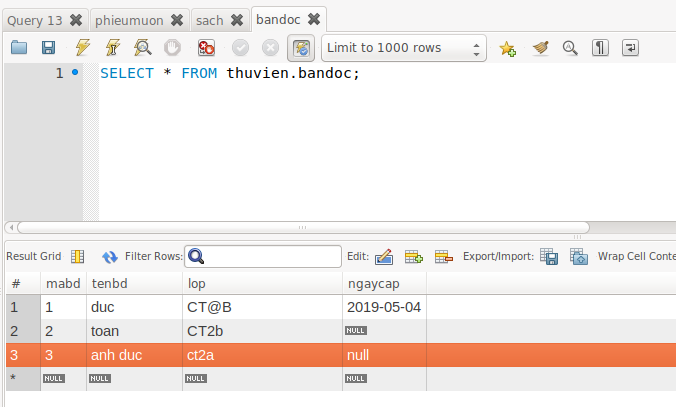 Query 13 phieumuon sach bandoc
Limit to 1000 rows
1 SELECT * FROM thuvien.bandoc;
Result Grid Filter Rows: Edit: Export/Import: Wrap Cell Conte
# mabd tenbd lop ngaycap
1 1 duc CT@B 2019-05-04
2 2 toan CT2b NULL
3 3 anh duc ct2a null
* NULL NULL NULL NULL